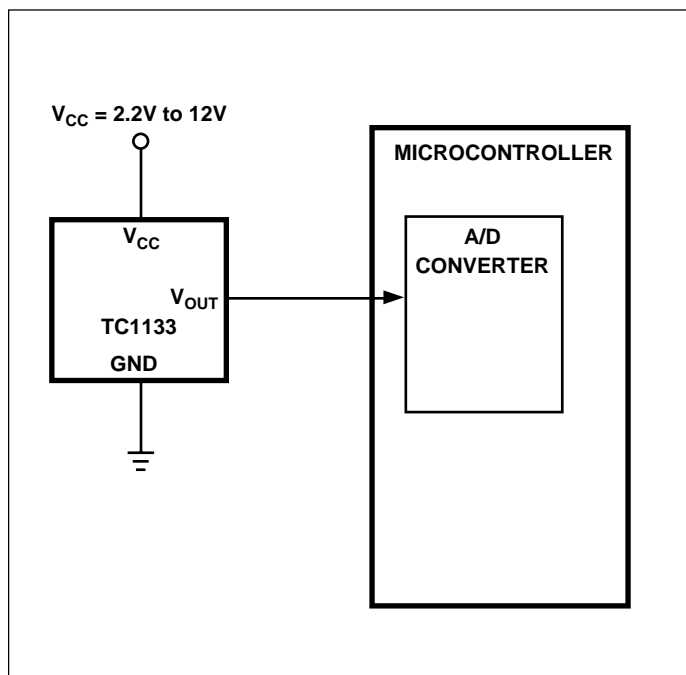 V_CC = 2.2V to 12V
MICROCONTROLLER
V_CC
A/D
CONVERTER
V_OUT
TC1133
GND